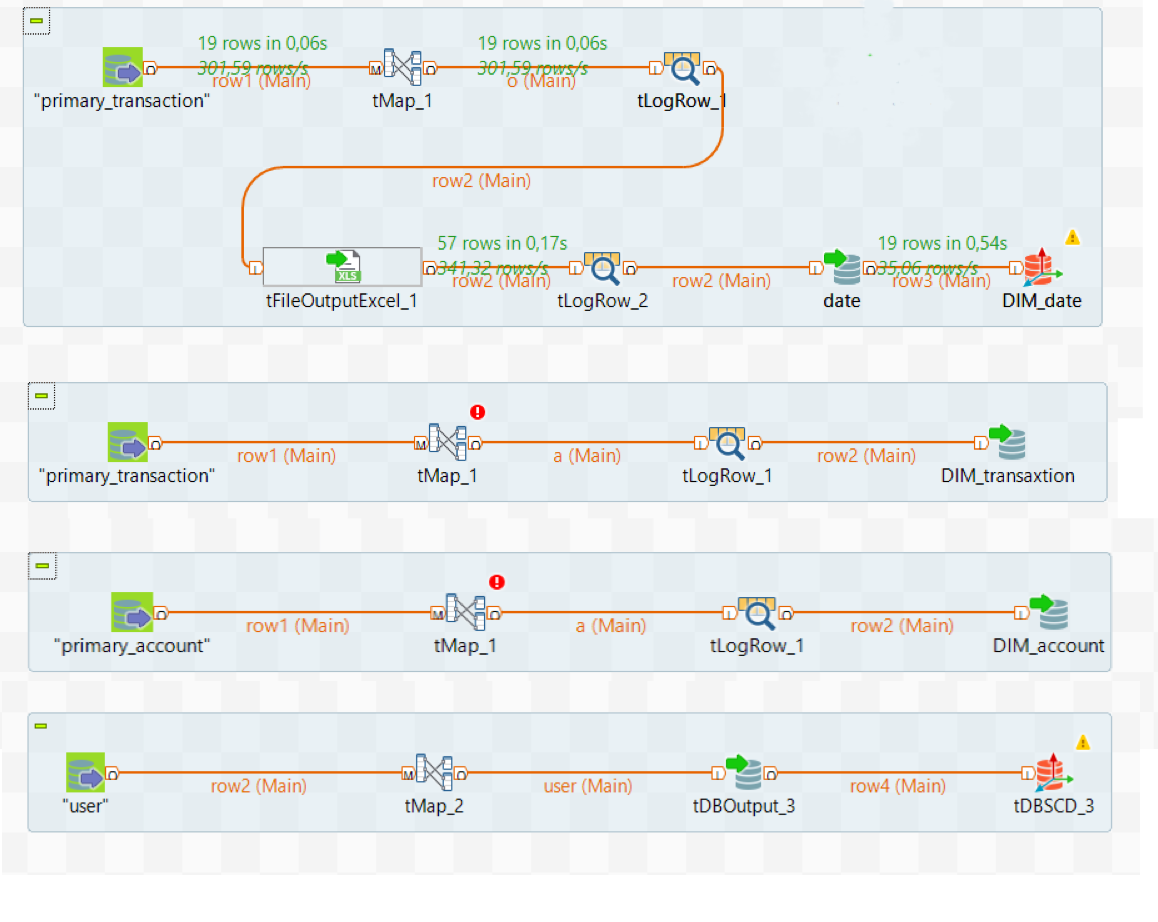 19 rows in 0,06s
19 rows in 0,06s
301,59 rows/s
301,59 rows/s
row1 (Main)
o (Main)
"primary_transaction"
tMap_1
tLogRow_1
row2 (Main)
57 rows in 0,17s
19 rows in 0,54s
341,32 rows/s
35,06 rows/s
row2 (Main)
row2 (Main)
row3 (Main)
XLS
tFileOutputExcel_1
tLogRow_2
date
DIM_date
row1 (Main)
a (Main)
row2 (Main)
"primary_transaction"
tMap_1
tLogRow_1
DIM_transaxtion
row1 (Main)
a (Main)
row2 (Main)
"primary_account"
tMap_1
tLogRow_1
DIM_account
row2 (Main)
user (Main)
row4 (Main)
"user"
tMap_2
tDBOutput_3
tDBSCD_3